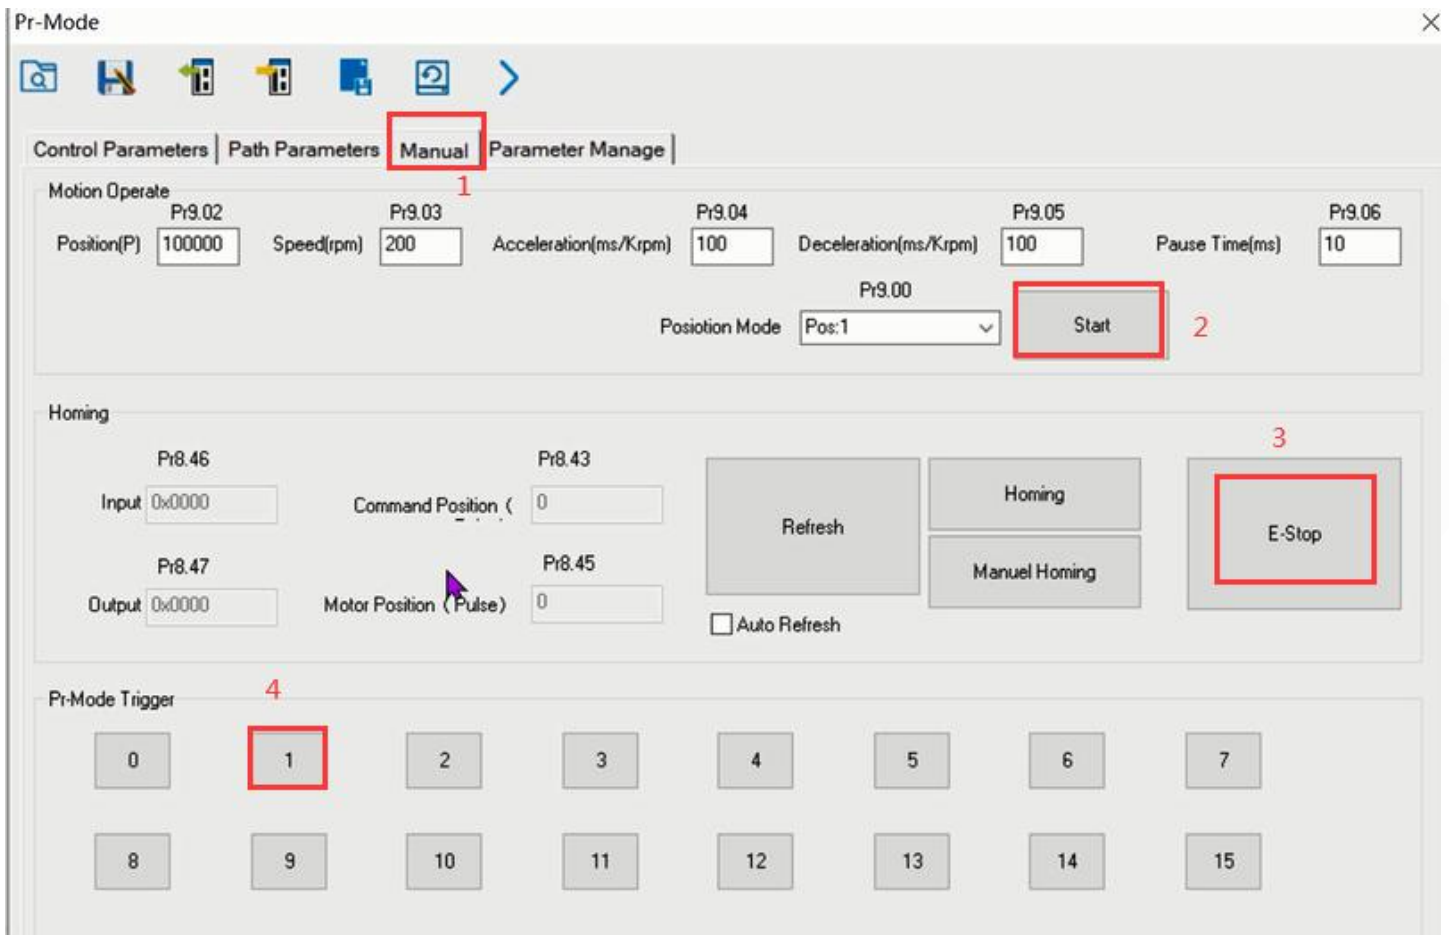 Pr-Mode
Control Parameters Path Parameters Manual Parameter Manage
1
Motion Operate
Pr9.02 Pr9.03 Pr9.04 Pr9.05 Pr9.06
Position(P) 100000 Speed(rpm) 200 Acceleration(ms/Krpm) 100 Deceleration(ms/Krpm) 100 Pause Time(ms) 10
Pr9.00
Posiotion Mode Pos:1 Start 2
Homing
3
Pr8.46 Pr8.43
Input 0x0000 Command Position ( 0 Refresh Homing E-Stop
Pr8.47 Pr8.45 Manuel Homing
Output 0x0000 Motor Position (Pulse) 0
Auto Refresh
Pr-Mode Trigger 4
0 1 2 3 4 5 6 7
8 9 10 11 12 13 14 15